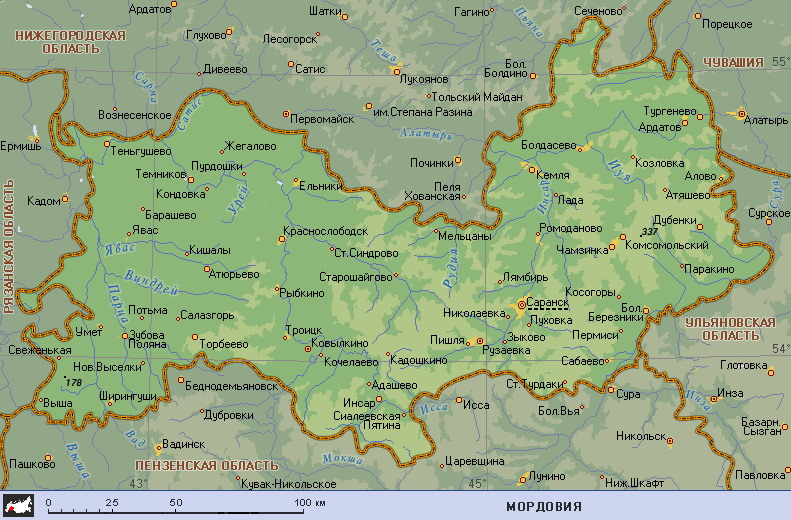 Ардатов
Шатки
Гагино
Пьяна
Сеченово
Порецкое
НИЖЕГОРОДСКАЯ
ОБЛАСТЬ
Глухово
Лесогорск
Теша
ЧУВАШИЯ
55°
Дивеево
Сатис
Лукоянов
Бол.
Болдино
Сарма
Сатис
Тольский Майдан
Вознесенское
Первомайск
им.Степана Разина
Тургенево
Ардатов
Алатырь
Алатырь
Ермишь
Теньгушево
Жегалово
Болдасево
Пурдошки
Починки
Козловка
Темников
Ельники
Кемля
Инуя
Алово
Кондовка
Урей
Пеля
Хованская
Инсар
Лада
Атяшево
Сура
Кадом
Барашево
Дубенки
Сурское
РЯЗАНСКАЯ ОБЛАСТЬ
Явас
Краснослободск
Мельцаны
Ромоданово
337
Явас
Кишалы
Ст.Синдрово
Рудня
Чамзинка
Комсомольский
Виндрей
Атюрьево
Старошайгово
Лямбирь
Паракино
Парца
Рыбкино
Косогоры
Саранск
Потьма
Салазгорь
Николаевка
Бол.
Березники
Умет
Зубова
Поляна
Троицк
Пуховка
УЛЬЯНОВСКАЯ
ОБЛАСТЬ
Свеженькая
Торбеево
Ковылкино
Пишля
Рузаевка
Зыково
Пермиси
54°
Нов.Выселки
Кочелаево
Кадошкино
Сабаево
Глотовка
178
Беднодемьяновск
Адашево
Ст.Турдаки
Сура
Инза
Инза
Выша
Ширингуши
Инсар
Исса
Исса
Дубровки
Сиалеевская
Пятина
Бол.Вья
Базарн.
Сызган
Вад
Вадинск
Никольск
Выша
Пашково
ПЕНЗЕНСКАЯ ОБЛАСТЬ
Мокша
Царевщина
43°
Кувак-Никольское
45°
Лунино
Ниж.Шкафт
Павловка
0 25 50 100 км
МОРДОВИЯ